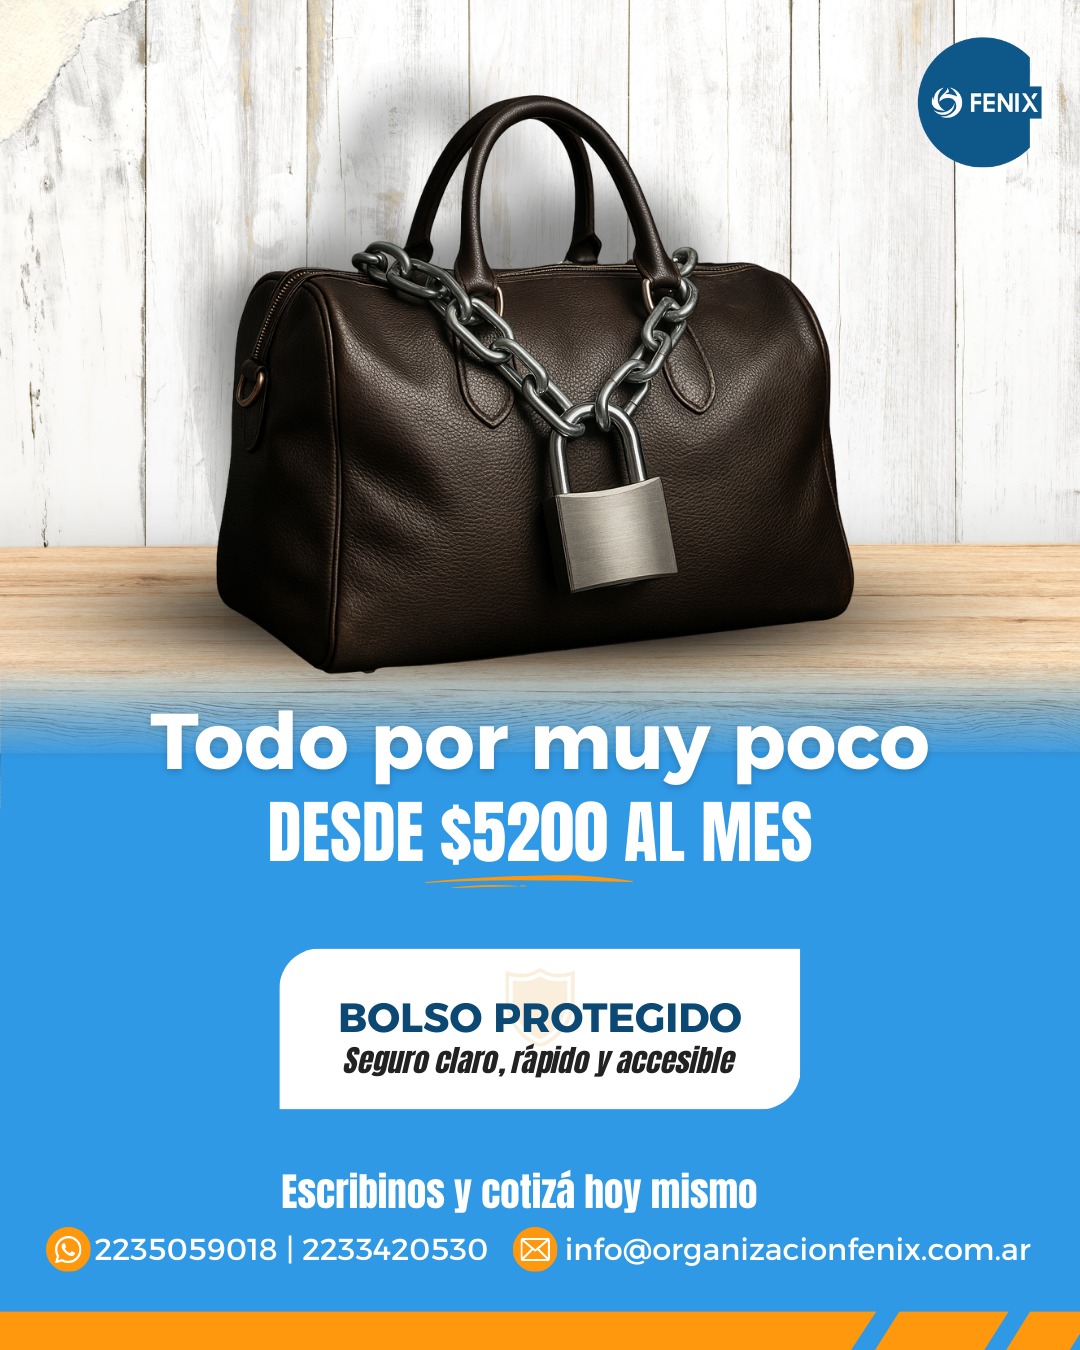 FENIX
Todo por muy poco
DESDE $5200 AL MES
BOLSO PROTEGIDO
Seguro claro, rápido y accesible
Escribinos y cotizá hoy mismo
2235059018 | 2233420530 info@organizacionfenix.com.ar